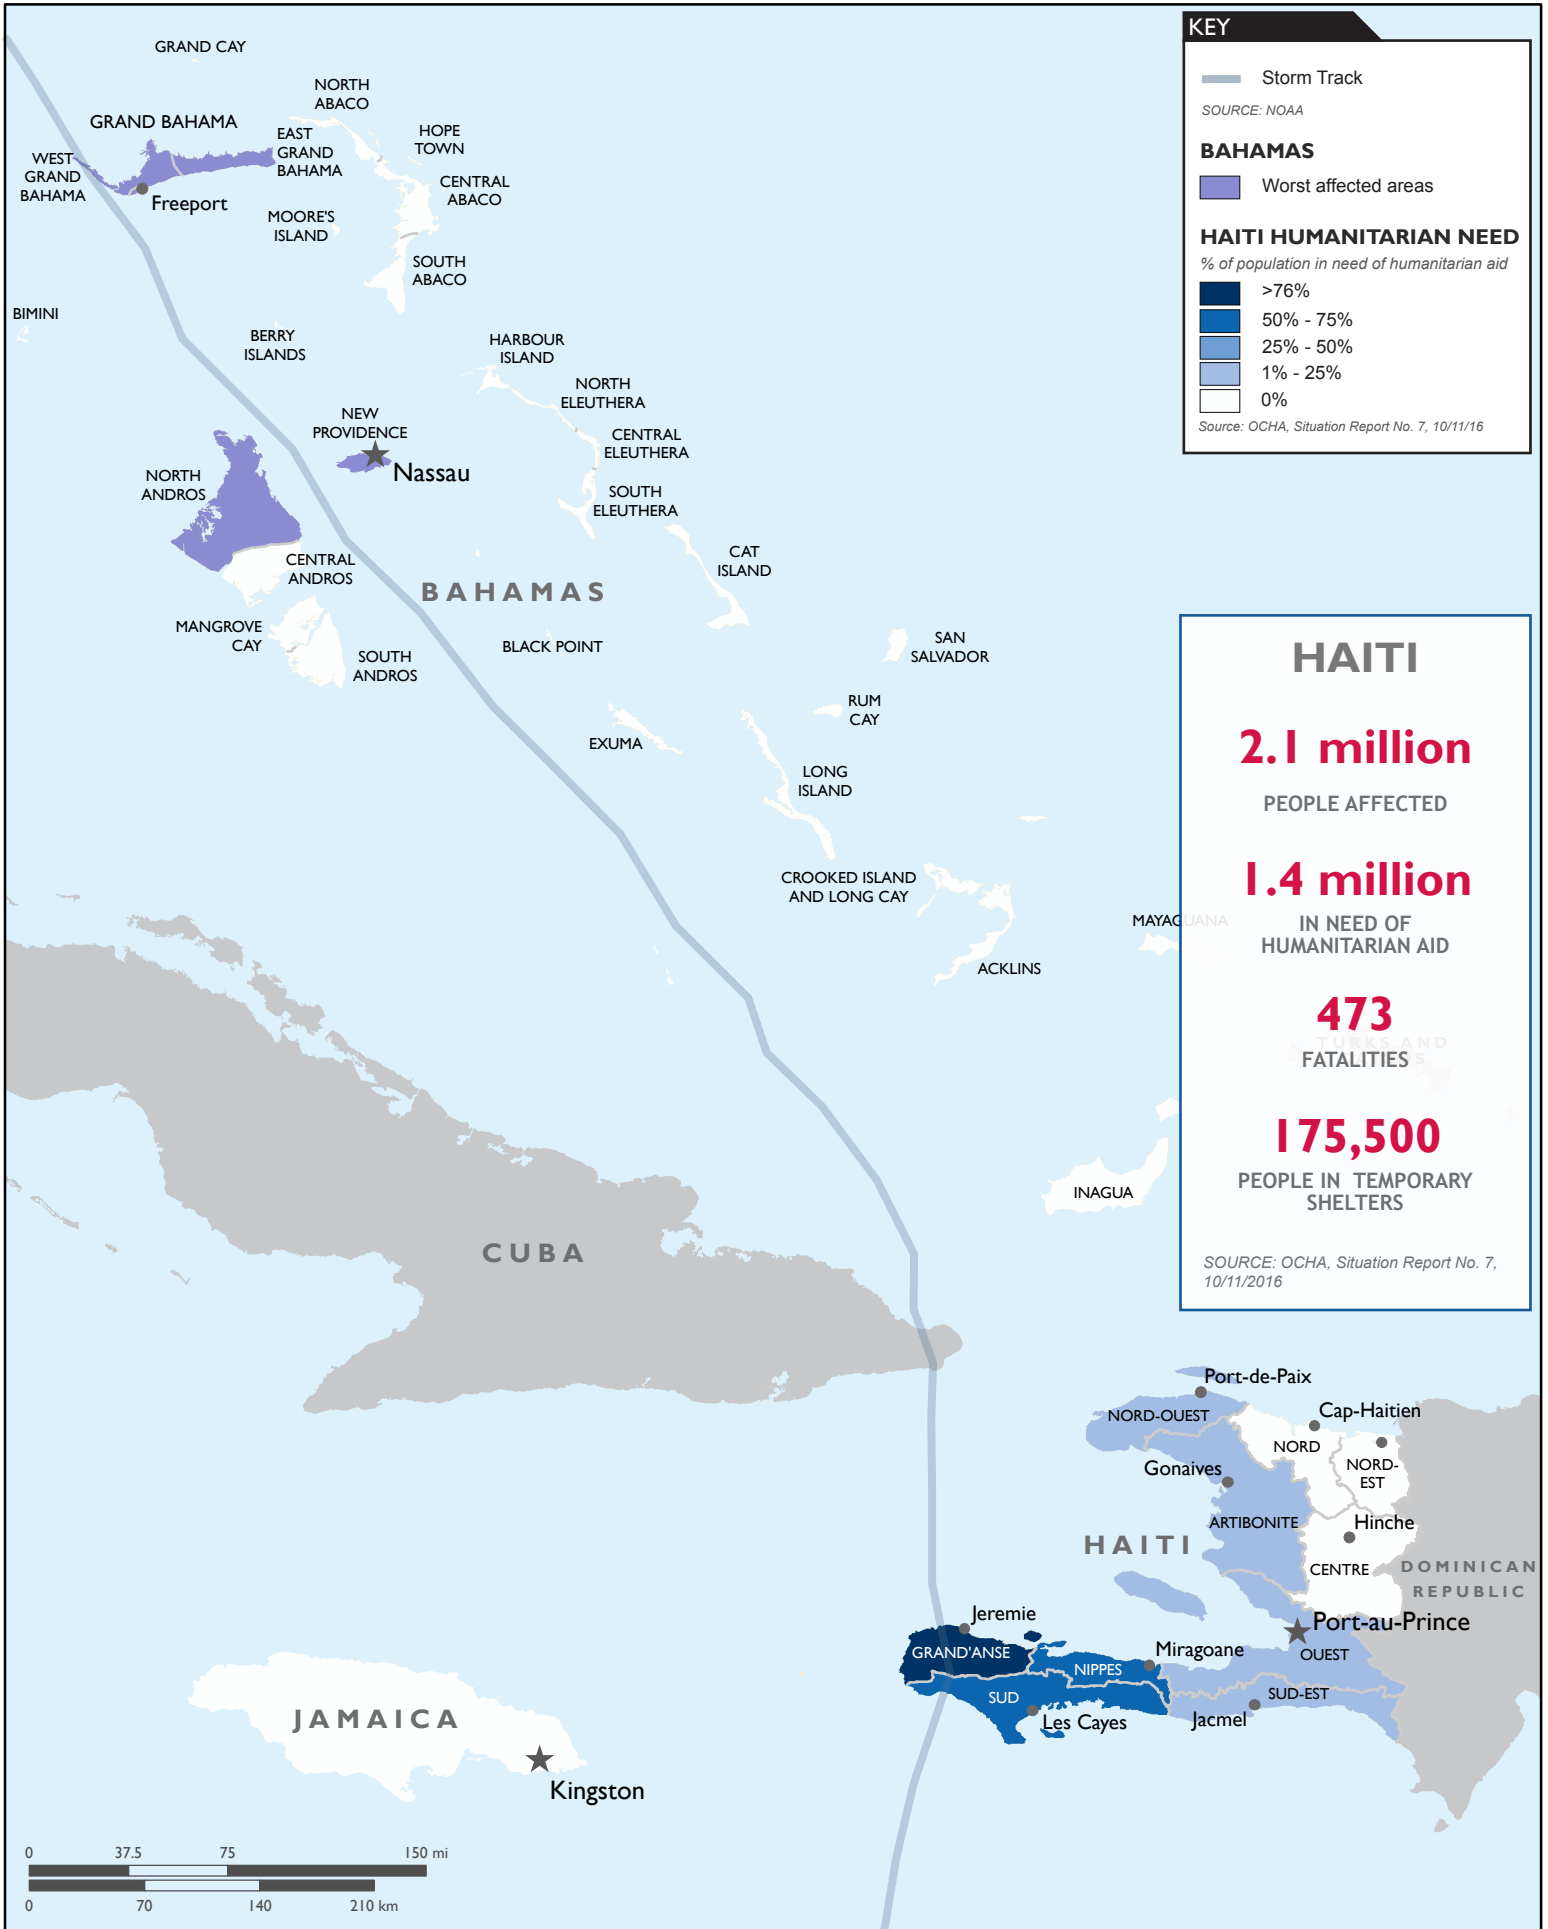 KEY
Storm Track
SOURCE: NOAA
BAHAMAS
Worst affected areas
HAITI HUMANITARIAN NEED
% of population in need of humanitarian aid
>76%
50% - 75%
25% - 50%
1% - 25%
0%
Source: OCHA, Situation Report No. 7, 10/11/16
GRAND CAY
NORTH
ABACO
GRAND BAHAMA
HOPE
TOWN
EAST
GRAND
BAHAMA
WEST
GRAND
BAHAMA
CENTRAL
ABACO
Freeport
MOORE'S
ISLAND
SOUTH
ABACO
BIMINI
BERRY
ISLANDS
HARBOUR
ISLAND
NORTH
ELEUTHERA
NEW
PROVIDENCE
CENTRAL
ELEUTHERA
Nassau
NORTH
ANDROS
SOUTH
ELEUTHERA
CENTRAL
ANDROS
CAT
ISLAND
BAHAMAS
MANGROVE
CAY
BLACK POINT
SAN
SALVADOR
SOUTH
ANDROS
RUM
CAY
EXUMA
LONG
ISLAND
CROOKED ISLAND
AND LONG CAY
MAYAGUANA
ACKLINS
TURKS AND
INAGUA
HAITI
2.1 million
PEOPLE AFFECTED
1.4 million
IN NEED OF
HUMANITARIAN AID
473
FATALITIES
175,500
PEOPLE IN TEMPORARY
SHELTERS
SOURCE: OCHA, Situation Report No. 7,
10/11/2016
CUBA
Port-de-Paix
NORD-OUEST
Cap-Haitien
NORD
NORD-
EST
Gonaives
ARTIBONITE
Hinche
HAITI
CENTRE
DOMINICAN
REPUBLIC
Jeremie
Port-au-Prince
GRAND'ANSE
Miragoane
OUEST
NIPPES
SUD
SUD-EST
Les Cayes
Jacmel
JAMAICA
Kingston
0 37.5 75 150 mi
0 70 140 210 km